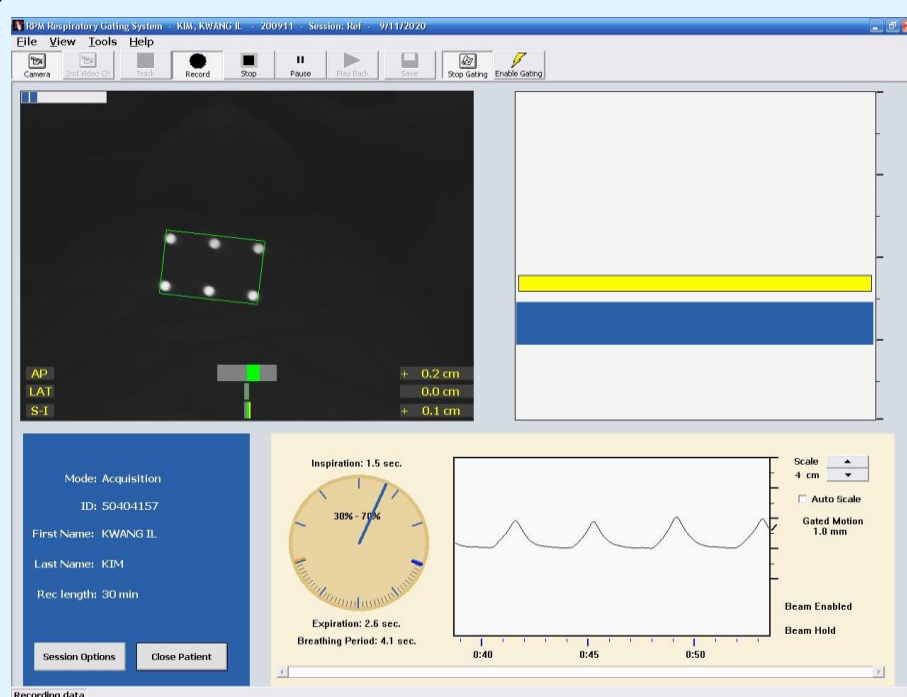 RPM Respiratory Gating System - KIM, KWANG IL - 200911 - Session: Ref - 9/11/2020
File View Tools Help
Camera 2nd Video Ch Track Record Stop Pause Play Back Save Stop Gating Enable Gating
AP + 0.2 cm
LAT 0.0 cm
S-I + 0.1 cm
Mode: Acquisition
ID: 50404157
First Name: KWANG IL
Last Name: KIM
Rec length: 30 min
Session Options Close Patient
Inspiration: 1.5 sec.
30% - 70%
Expiration: 2.6 sec.
Breathing Period: 4.1 sec.
0:40 0:45 0:50
Scale
4 cm
Auto Scale
Gated Motion
1.0 mm
Beam Enabled
Beam Hold
Recording data